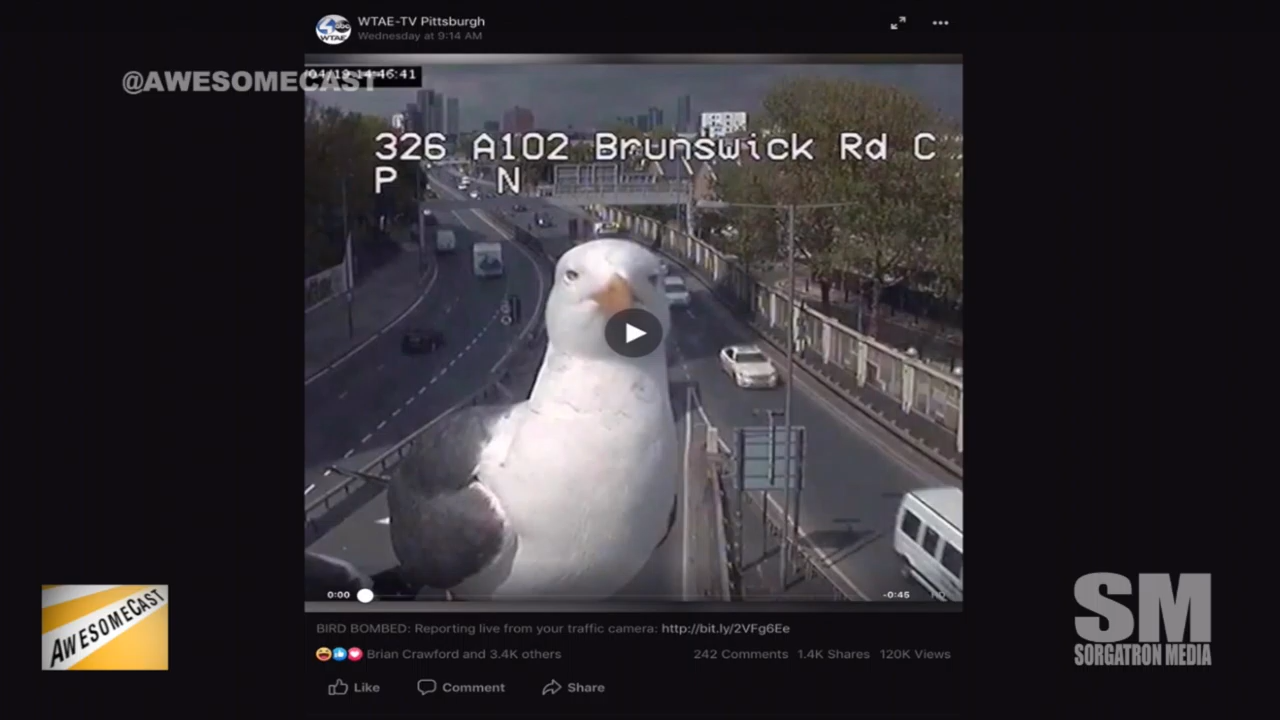 WTAE-TV Pittsburgh
Wednesday at 9:14 AM
@AWESOMECAST
04/19 14:46:41
326 A102 Brunswick Rd C
P N
0:00
-0:45
HD
AWESOMECAST
BIRD BOMBED: Reporting live from your traffic camera: http://bit.ly/2VFg6Ee
Brian Crawford and 3.4K others
242 Comments 1.4K Shares 120K Views
Like Comment Share
SM
SORGATRON MEDIA